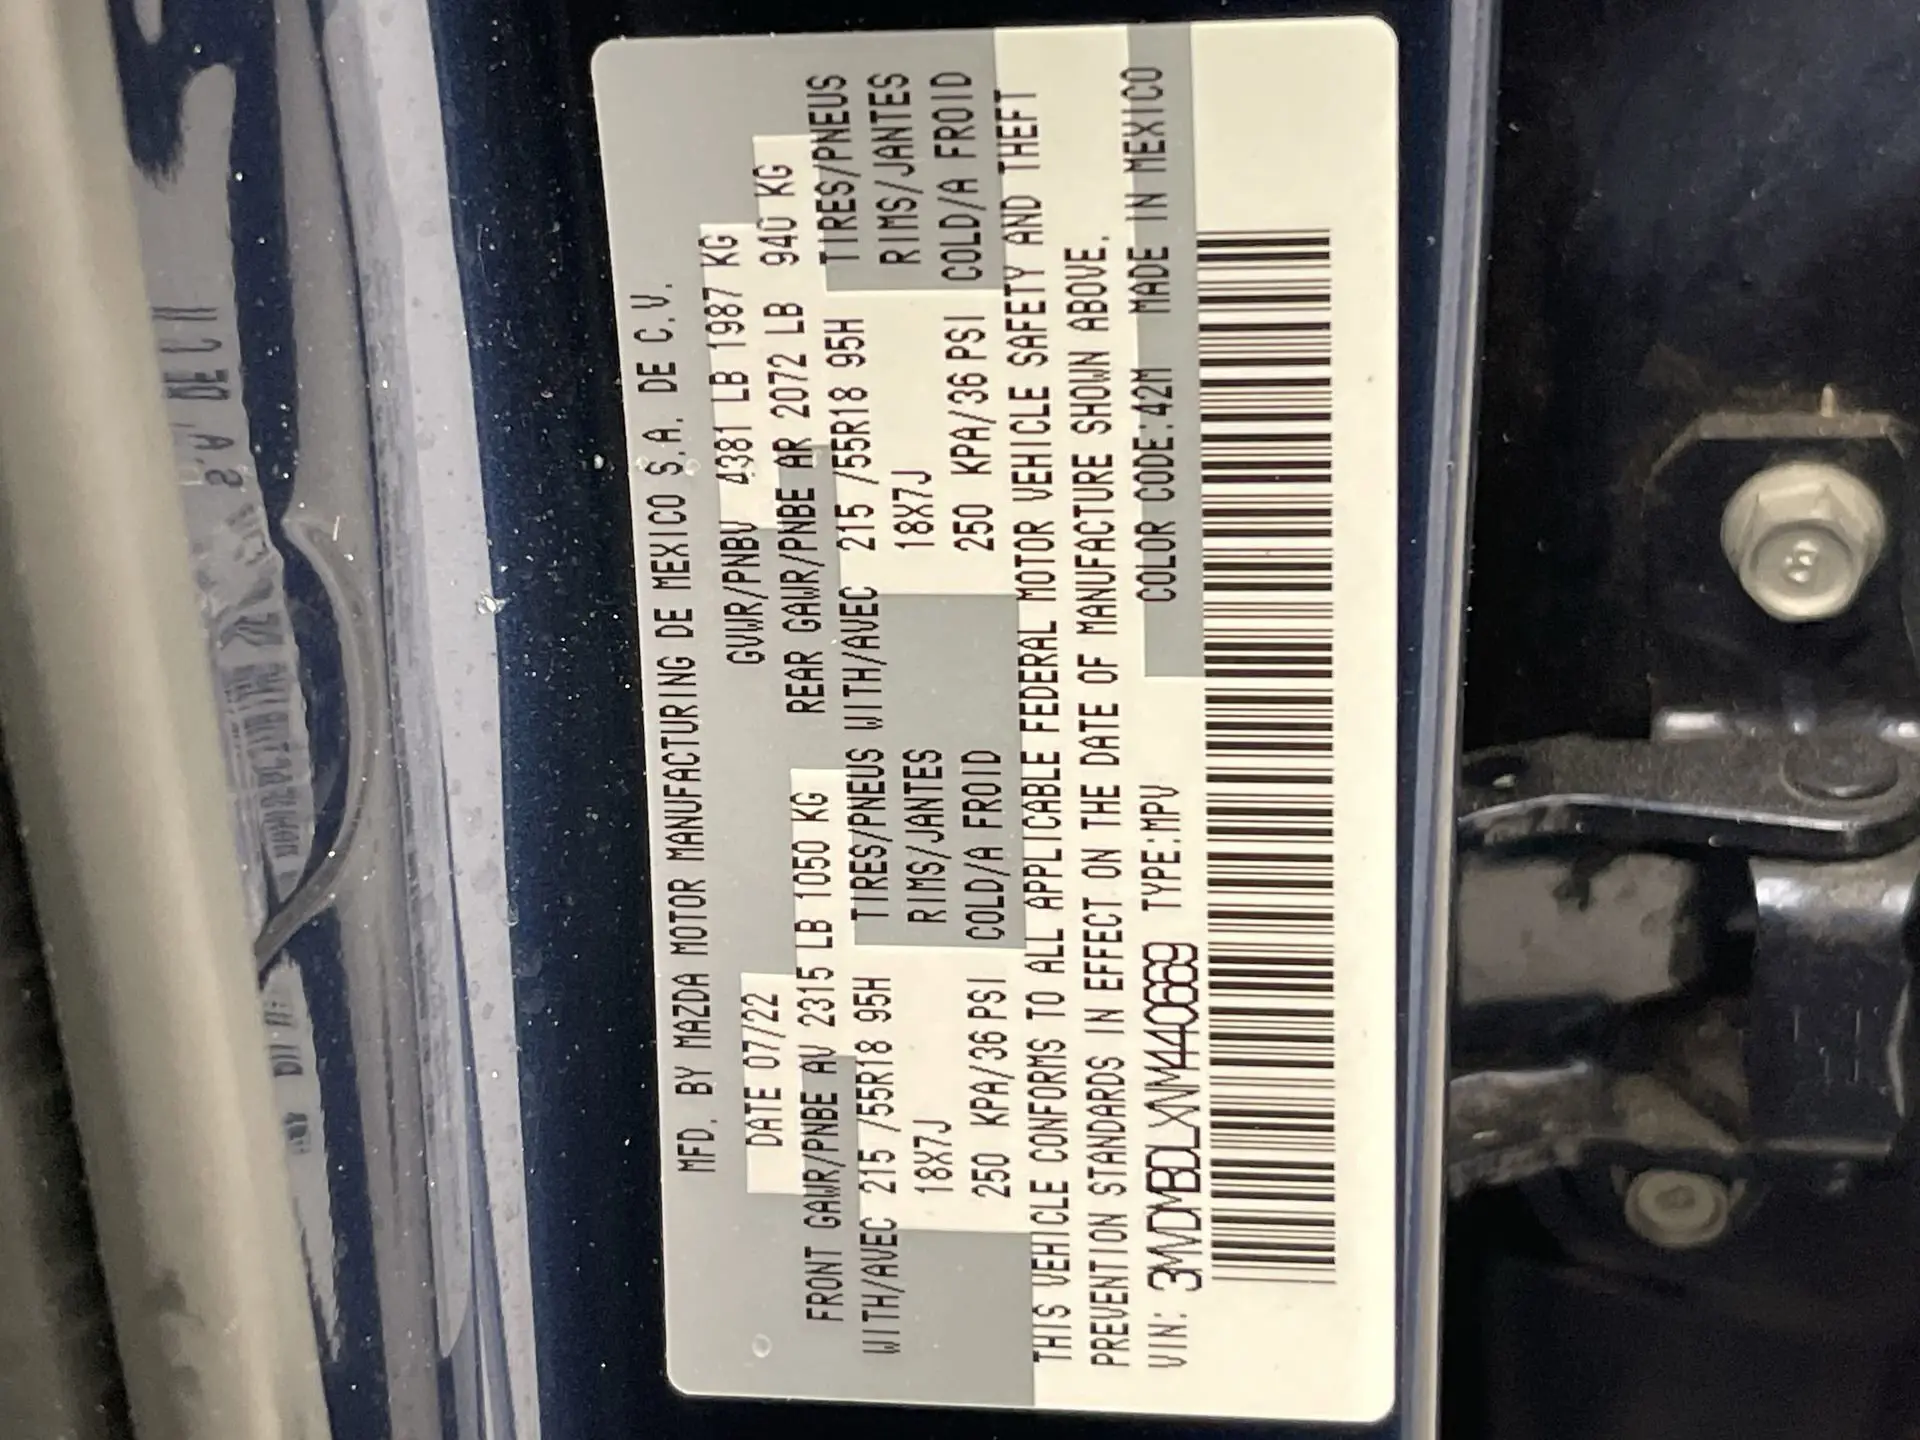 MFD. BY MAZDA MOTOR MANUFACTURING DE MEXICO S.A. DE C.V.
DATE 07/22 GVWR/PNBV 4381 LB 1987 KG
FRONT GAWR/PNBE AV 2315 LB 1050 KG REAR GAWR/PNBE AR 2072 LB 940 KG
WITH/AVEC 215 /55R18 95H TIRES/PNEUS WITH/AVEC 215 /55R18 95H TIRES/PNEUS
18X7J RIMS/JANTES 18X7J RIMS/JANTES
250 KPA/36 PSI COLD/A FROID 250 KPA/36 PSI COLD/A FROID
THIS VEHICLE CONFORMS TO ALL APPLICABLE FEDERAL MOTOR VEHICLE SAFETY AND THEFT
PREVENTION STANDARDS IN EFFECT ON THE DATE OF MANUFACTURE SHOWN ABOVE.
VIN: 3MVDMBDLXNM440669 TYPE:MPV COLOR CODE:42M MADE IN MEXICO